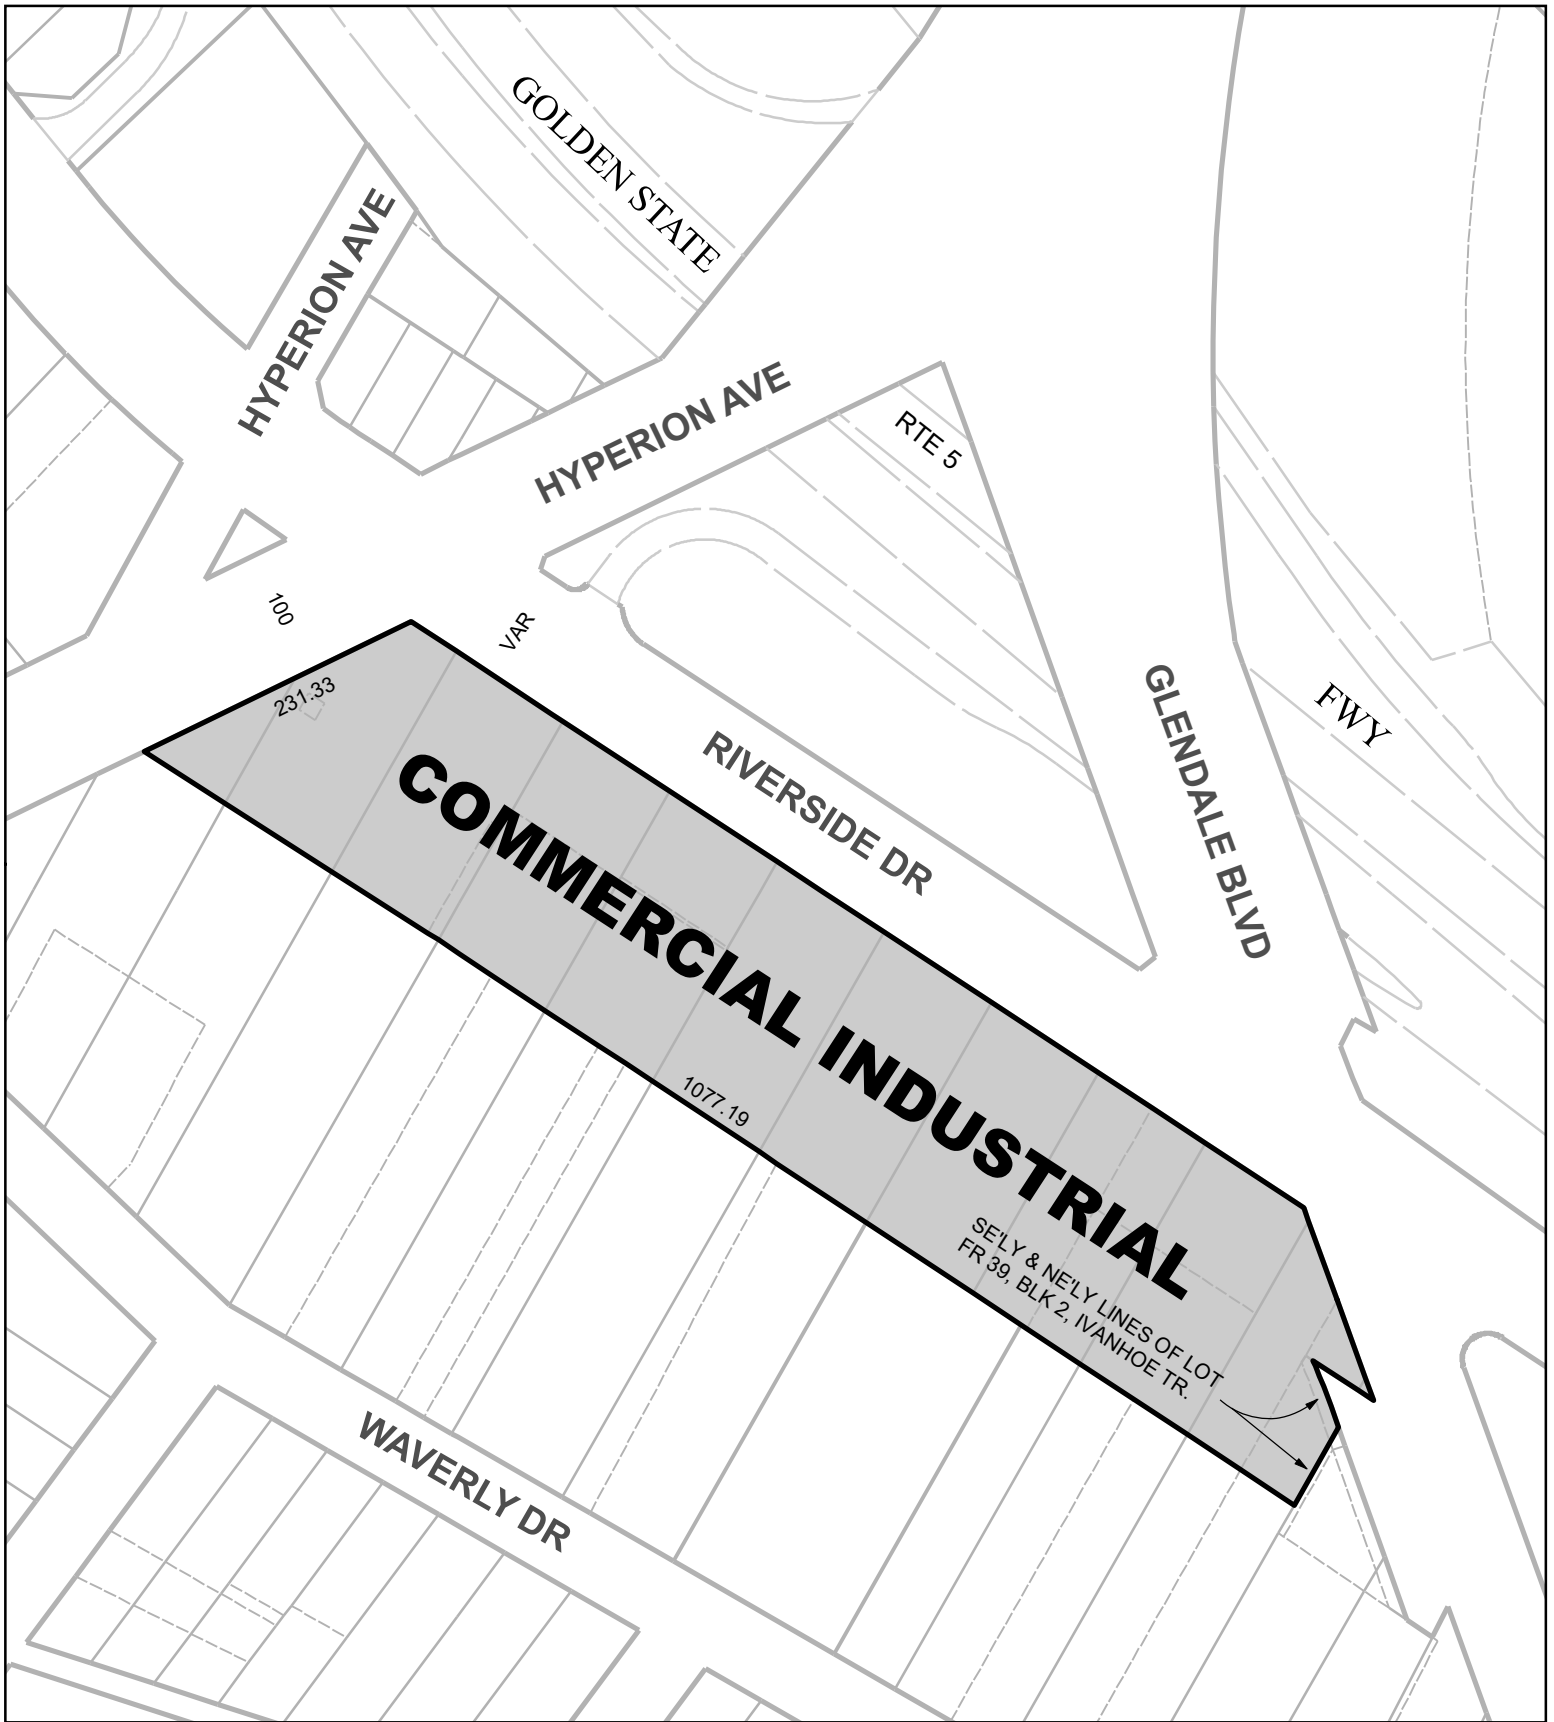 GOLDEN STATE
HYPERION AVE
HYPERION AVE
RTE 5
100
VAR
GLENDALE BLVD
FWY
231.33
RIVERSIDE DR
COMMERCIAL INDUSTRIAL
1077.19
SE'LY & NE'LY LINES OF LOT
FR 39, BLK 2, IVANHOE TR.
WAVERLY DR